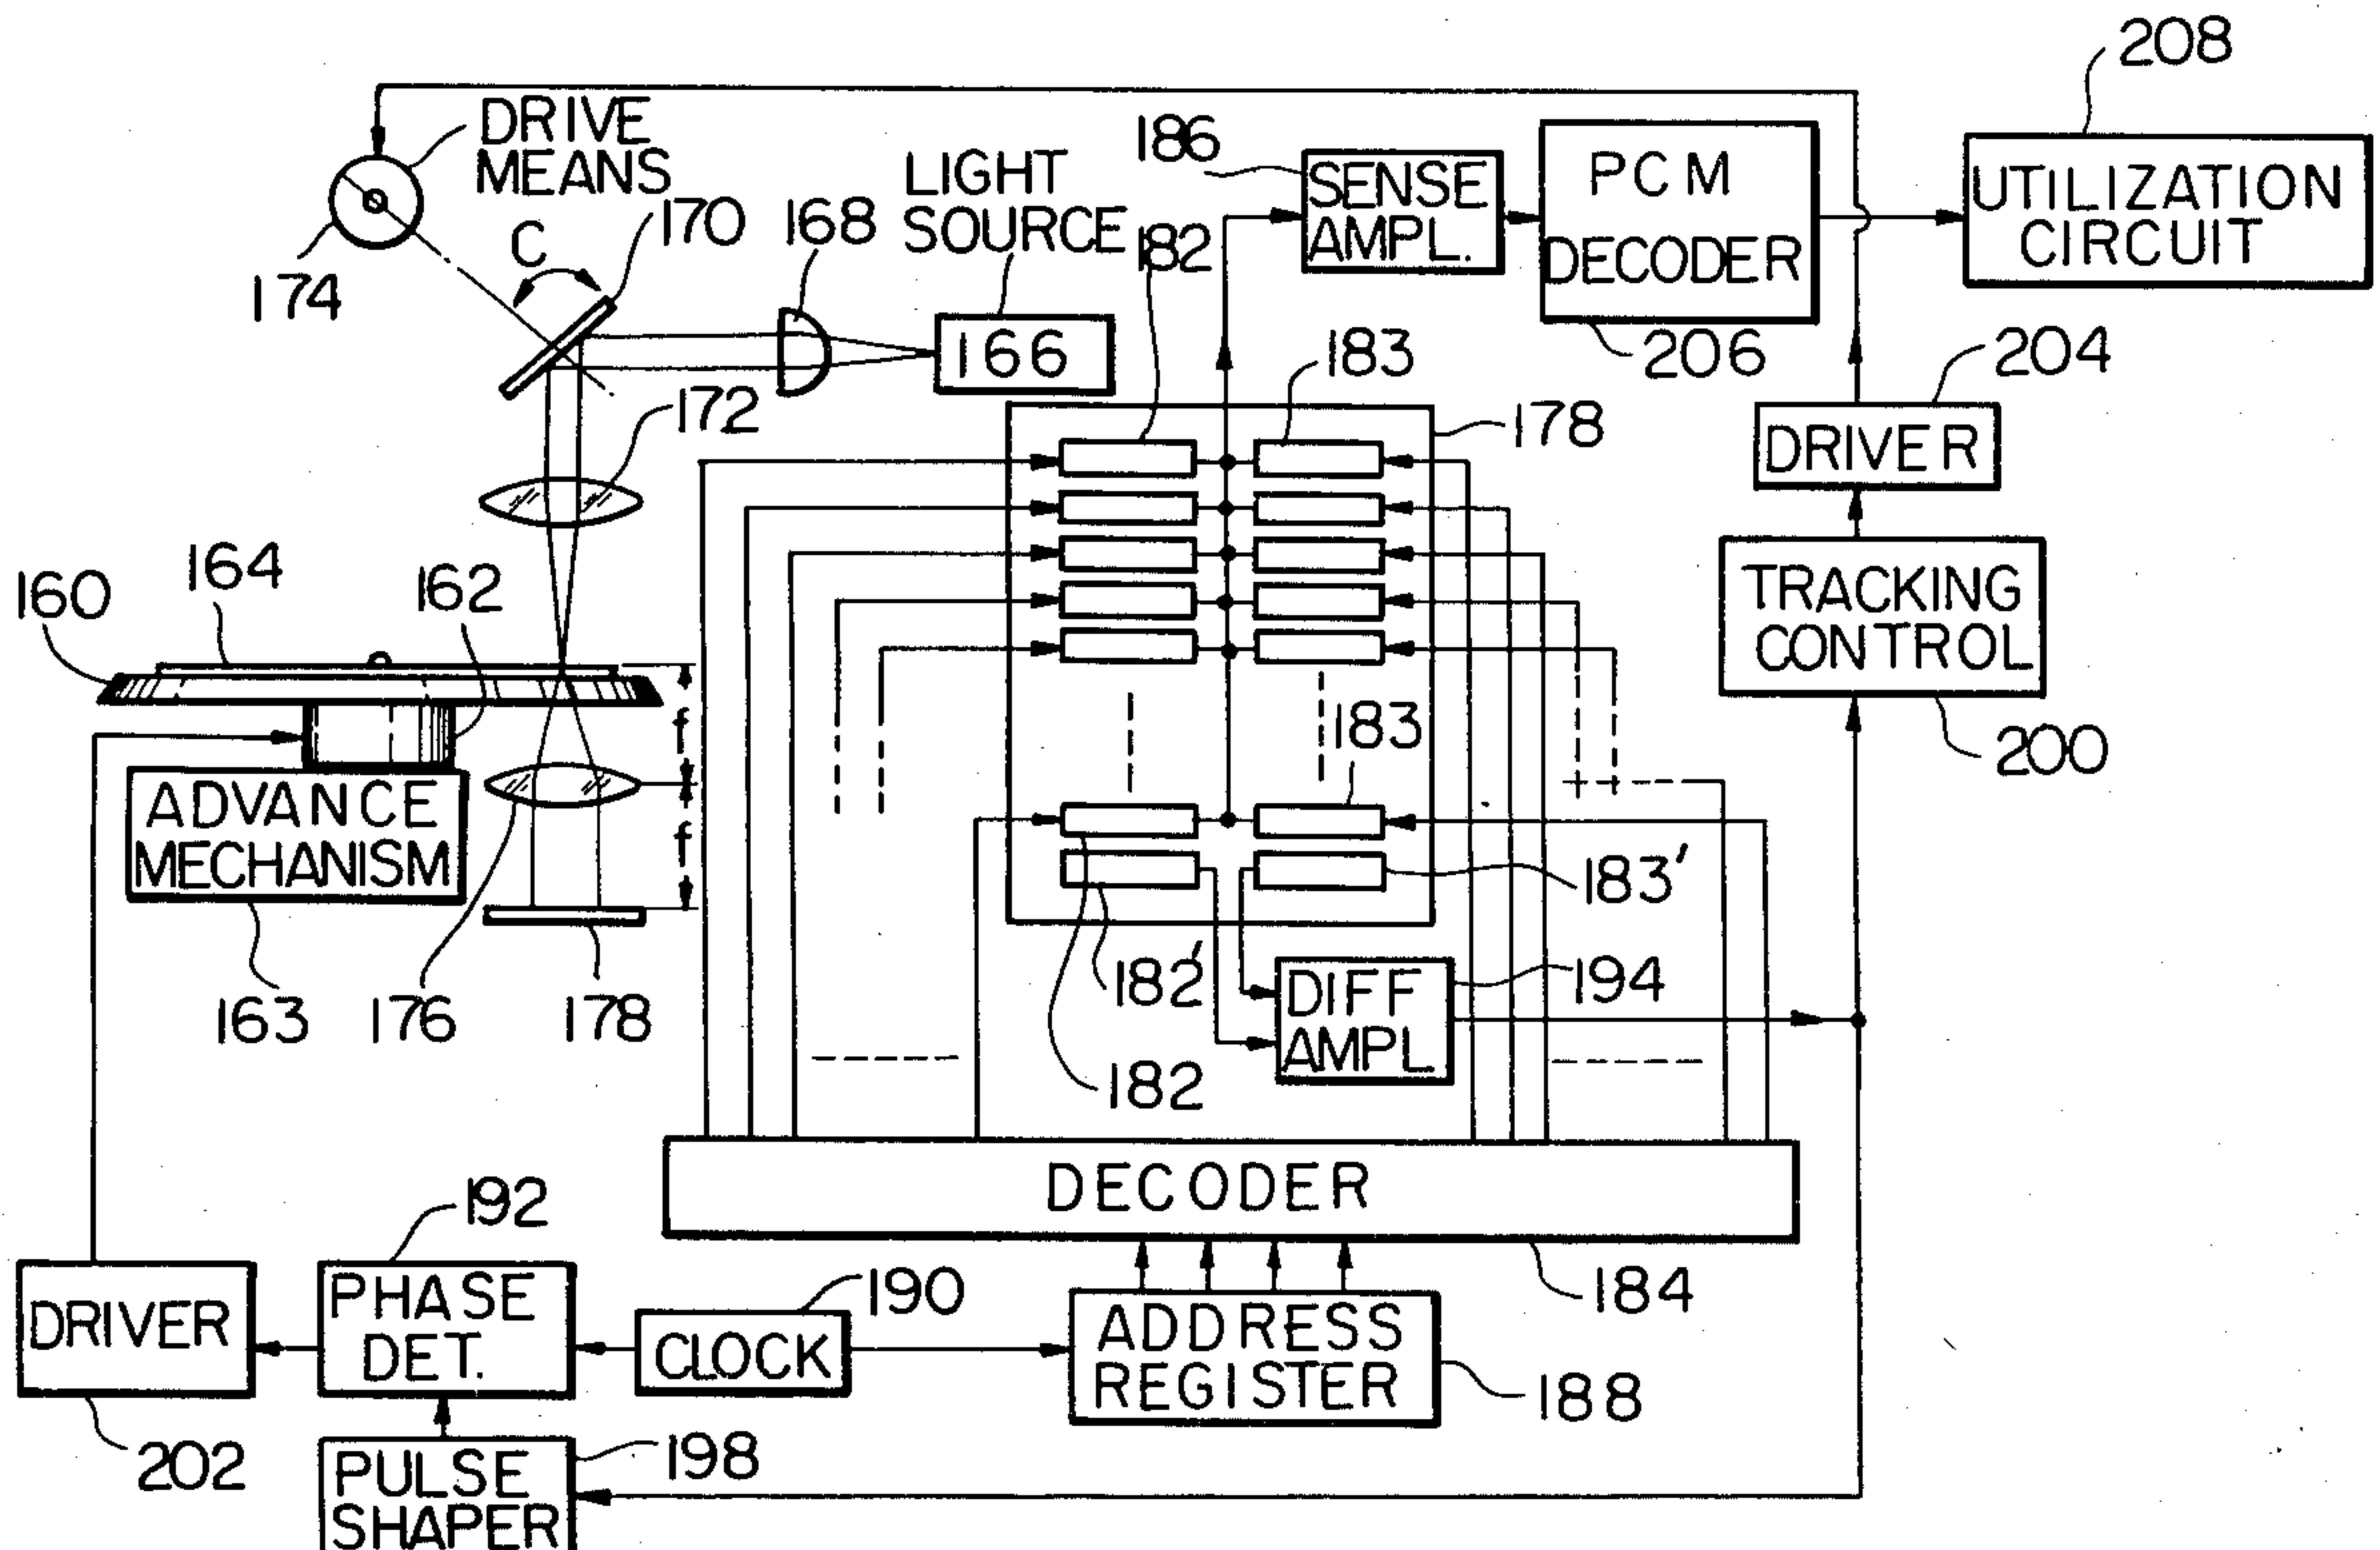 208
DRIVE
MEANS
186
LIGHT
SOURCE
SENSE
AMPL.
PCM
DECODER
UTILIZATION
CIRCUIT
170
168
182
C
174
166
206
204
183
172
178
DRIVER
164
162
160
TRACKING
CONTROL
f
183
200
ADVANCE
MECHANISM
f
183'
182'
DIFF
AMPL
194
163
176
178
182
DECODER
192
184
190
DRIVER
PHASE
DET.
CLOCK
ADDRESS
REGISTER
188
202
198
PULSE
SHAPER